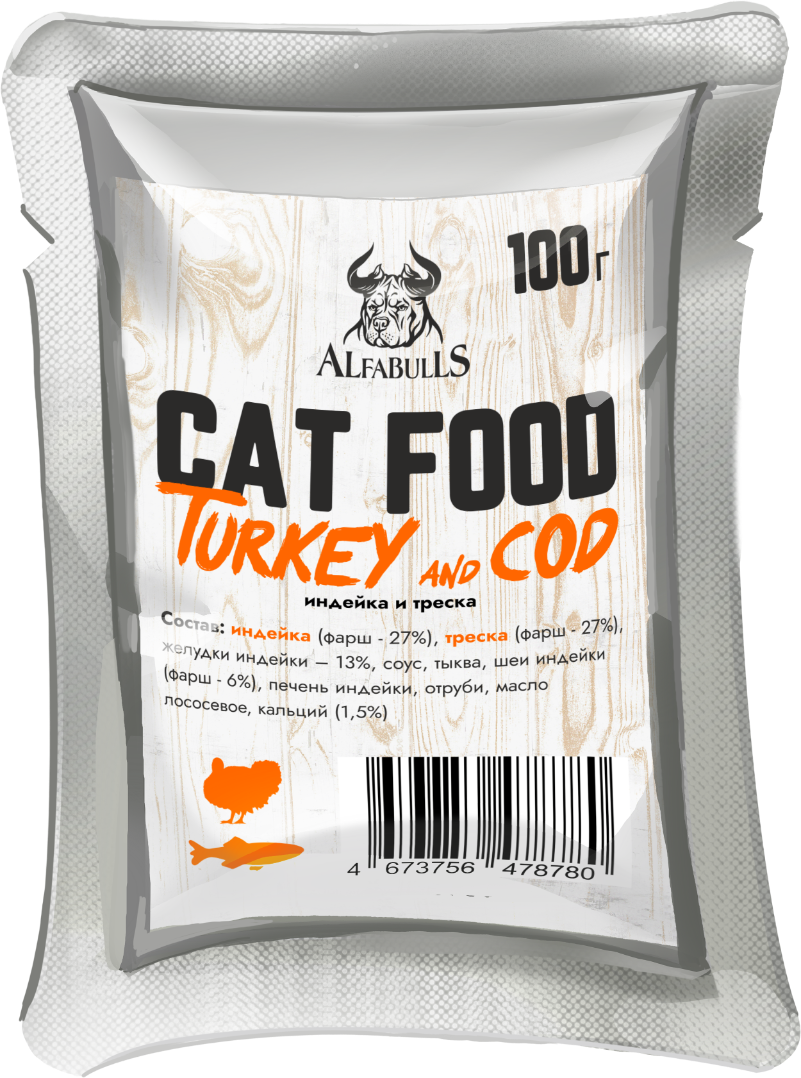 100 г
ALFABULLS
CAT FOOD
TURKEY AND COD
индейка и треска
Состав: индейка (фарш - 27%), треска (фарш - 27%),
желудки индейки – 13%, соус, тыква, шеи индейки
(фарш - 6%), печень индейки, отруби, масло
лососевое, кальций (1,5%)
4 673756 478780